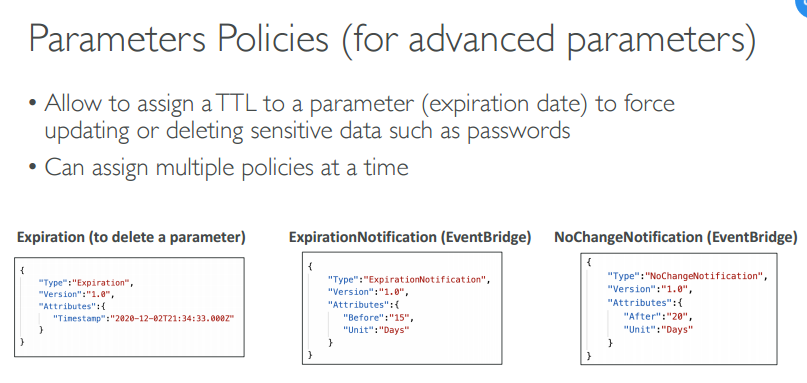 Parameters Policies (for advanced parameters)
• Allow to assign a TTL to a parameter (expiration date) to force
updating or deleting sensitive data such as passwords
• Can assign multiple policies at a time
Expiration (to delete a parameter)
{
"Type":"Expiration",
"Version":"1.0",
"Attributes":{
"Timestamp":"2020-12-02T21:34:33.000Z"
}
}
ExpirationNotification (EventBridge)
{
"Type":"ExpirationNotification",
"Version":"1.0",
"Attributes":{
"Before":"15",
"Unit":"Days"
}
}
NoChangeNotification (EventBridge)
{
"Type":"NoChangeNotification",
"Version":"1.0",
"Attributes":{
"After":"20",
"Unit":"Days"
}
}